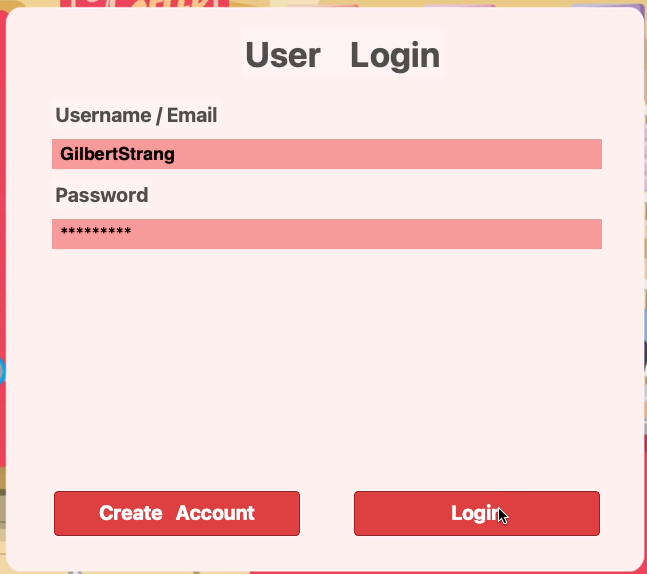 User Login
Username / Email
GilbertStrang
Password
*********
Create Account
Login